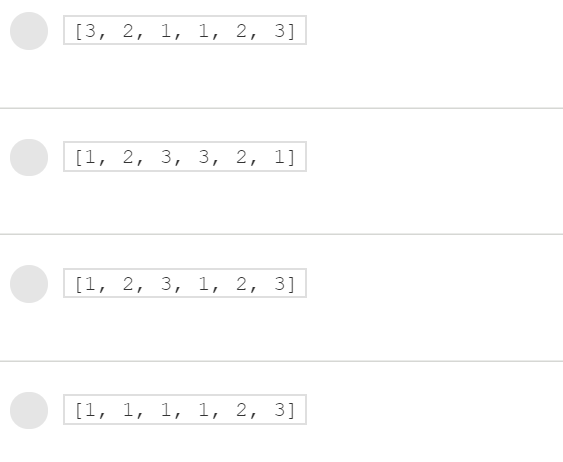 [3, 2, 1, 1, 2, 3]
[1, 2, 3, 3, 2, 1]
[1, 2, 3, 1, 2, 3]
[1, 1, 1, 1, 2, 3]